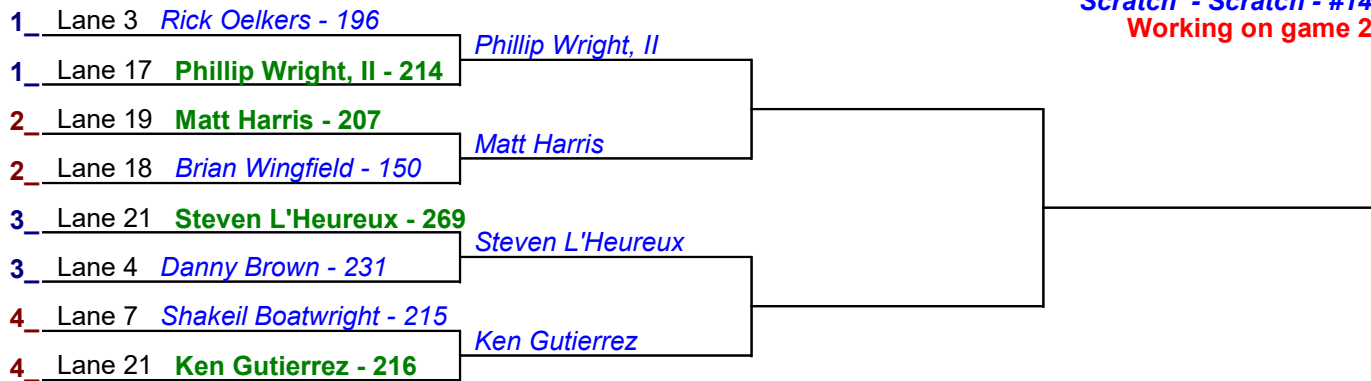 Scratch - Scratch - #14
Working on game 2
1_ Lane 3 Rick Oelkers - 196
Phillip Wright, II
1_ Lane 17 Phillip Wright, II - 214
2_ Lane 19 Matt Harris - 207
Matt Harris
2_ Lane 18 Brian Wingfield - 150
3_ Lane 21 Steven L'Heureux - 269
Steven L'Heureux
3_ Lane 4 Danny Brown - 231
4_ Lane 7 Shakeil Boatwright - 215
Ken Gutierrez
4_ Lane 21 Ken Gutierrez - 216